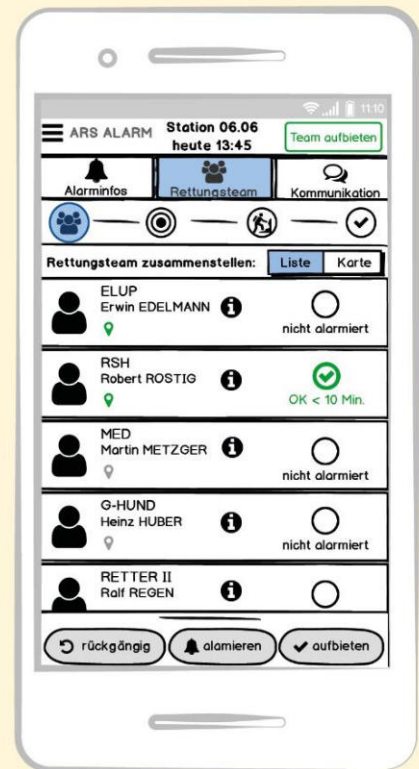 11:10
ARS ALARM
Station 06.06
heute 13:45
Team aufbieten
Alarminfos
Rettungsteam
Kommunikation
Rettungsteam zusammenstellen:
Liste
Karte
ELUP
Erwin EDELMANN
nicht alarmiert
RSH
Robert ROSTIG
OK < 10 Min.
MED
Martin METZGER
nicht alarmiert
G-HUND
Heinz HUBER
nicht alarmiert
RETTER II
Ralf REGEN
rückgängig
alamieren
aufbieten